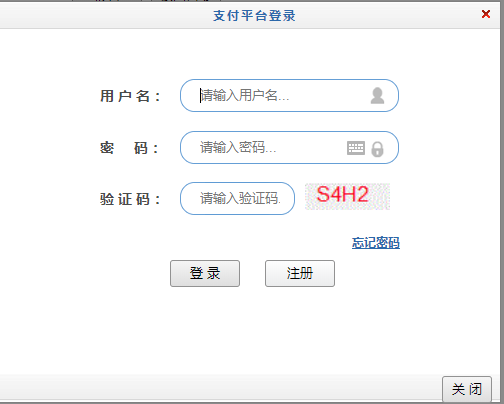 支付平台登录
用户名： 请输入用户名...
密 码： 请输入密码...
验证码： 请输入验证码. S4H2
忘记密码
登 录 注册
关 闭